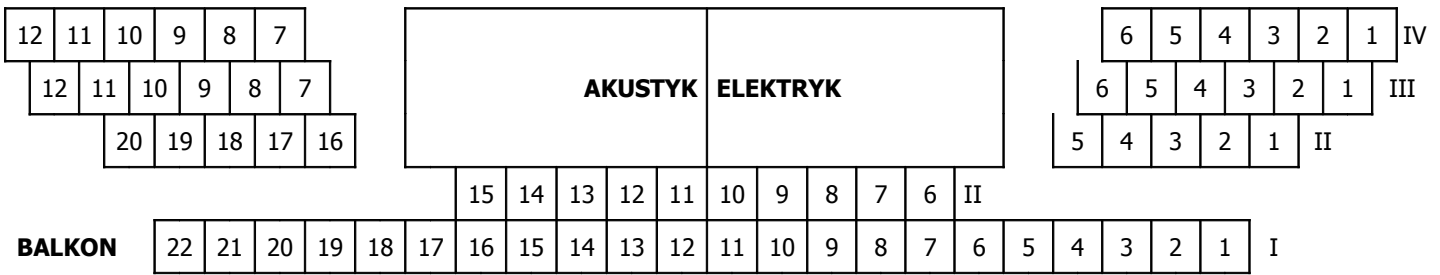 12 11 10 9 8 7 6 5 4 3 2 1 IV
AKUSTYK ELEKTRYK
12 11 10 9 8 7 6 5 4 3 2 1 III
20 19 18 17 16 5 4 3 2 1 II
15 14 13 12 11 10 9 8 7 6 II
BALKON 22 21 20 19 18 17 16 15 14 13 12 11 10 9 8 7 6 5 4 3 2 1 I